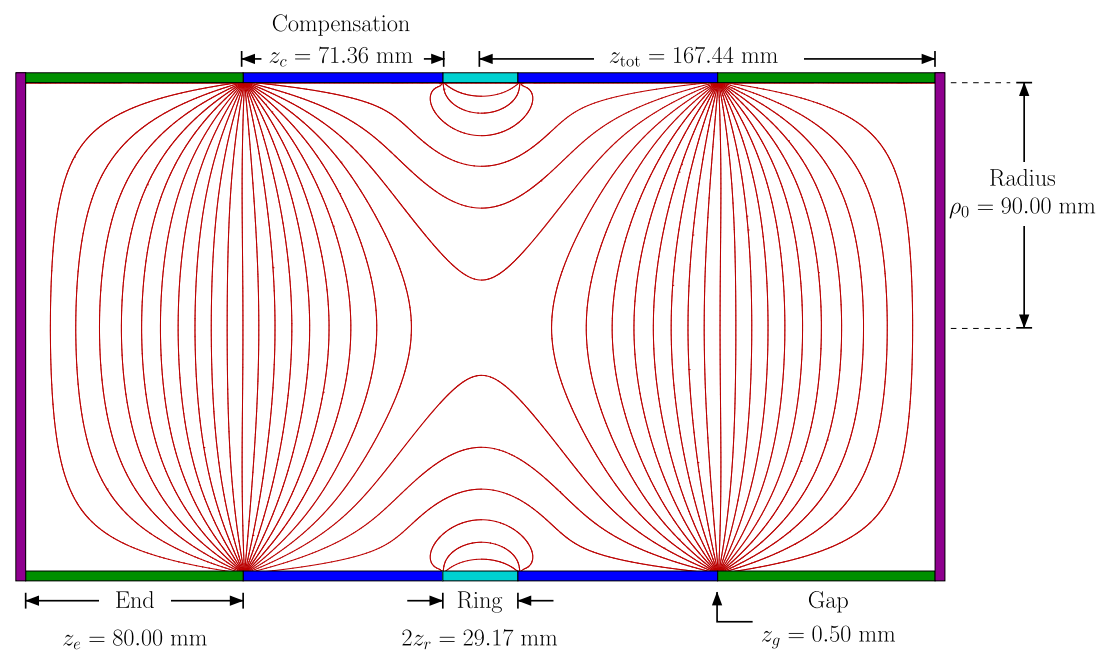 Compensation
z_c = 71.36 mm
z_tot = 167.44 mm
Radius
ρ_0 = 90.00 mm
End
Ring
Gap
z_e = 80.00 mm
2z_r = 29.17 mm
z_g = 0.50 mm